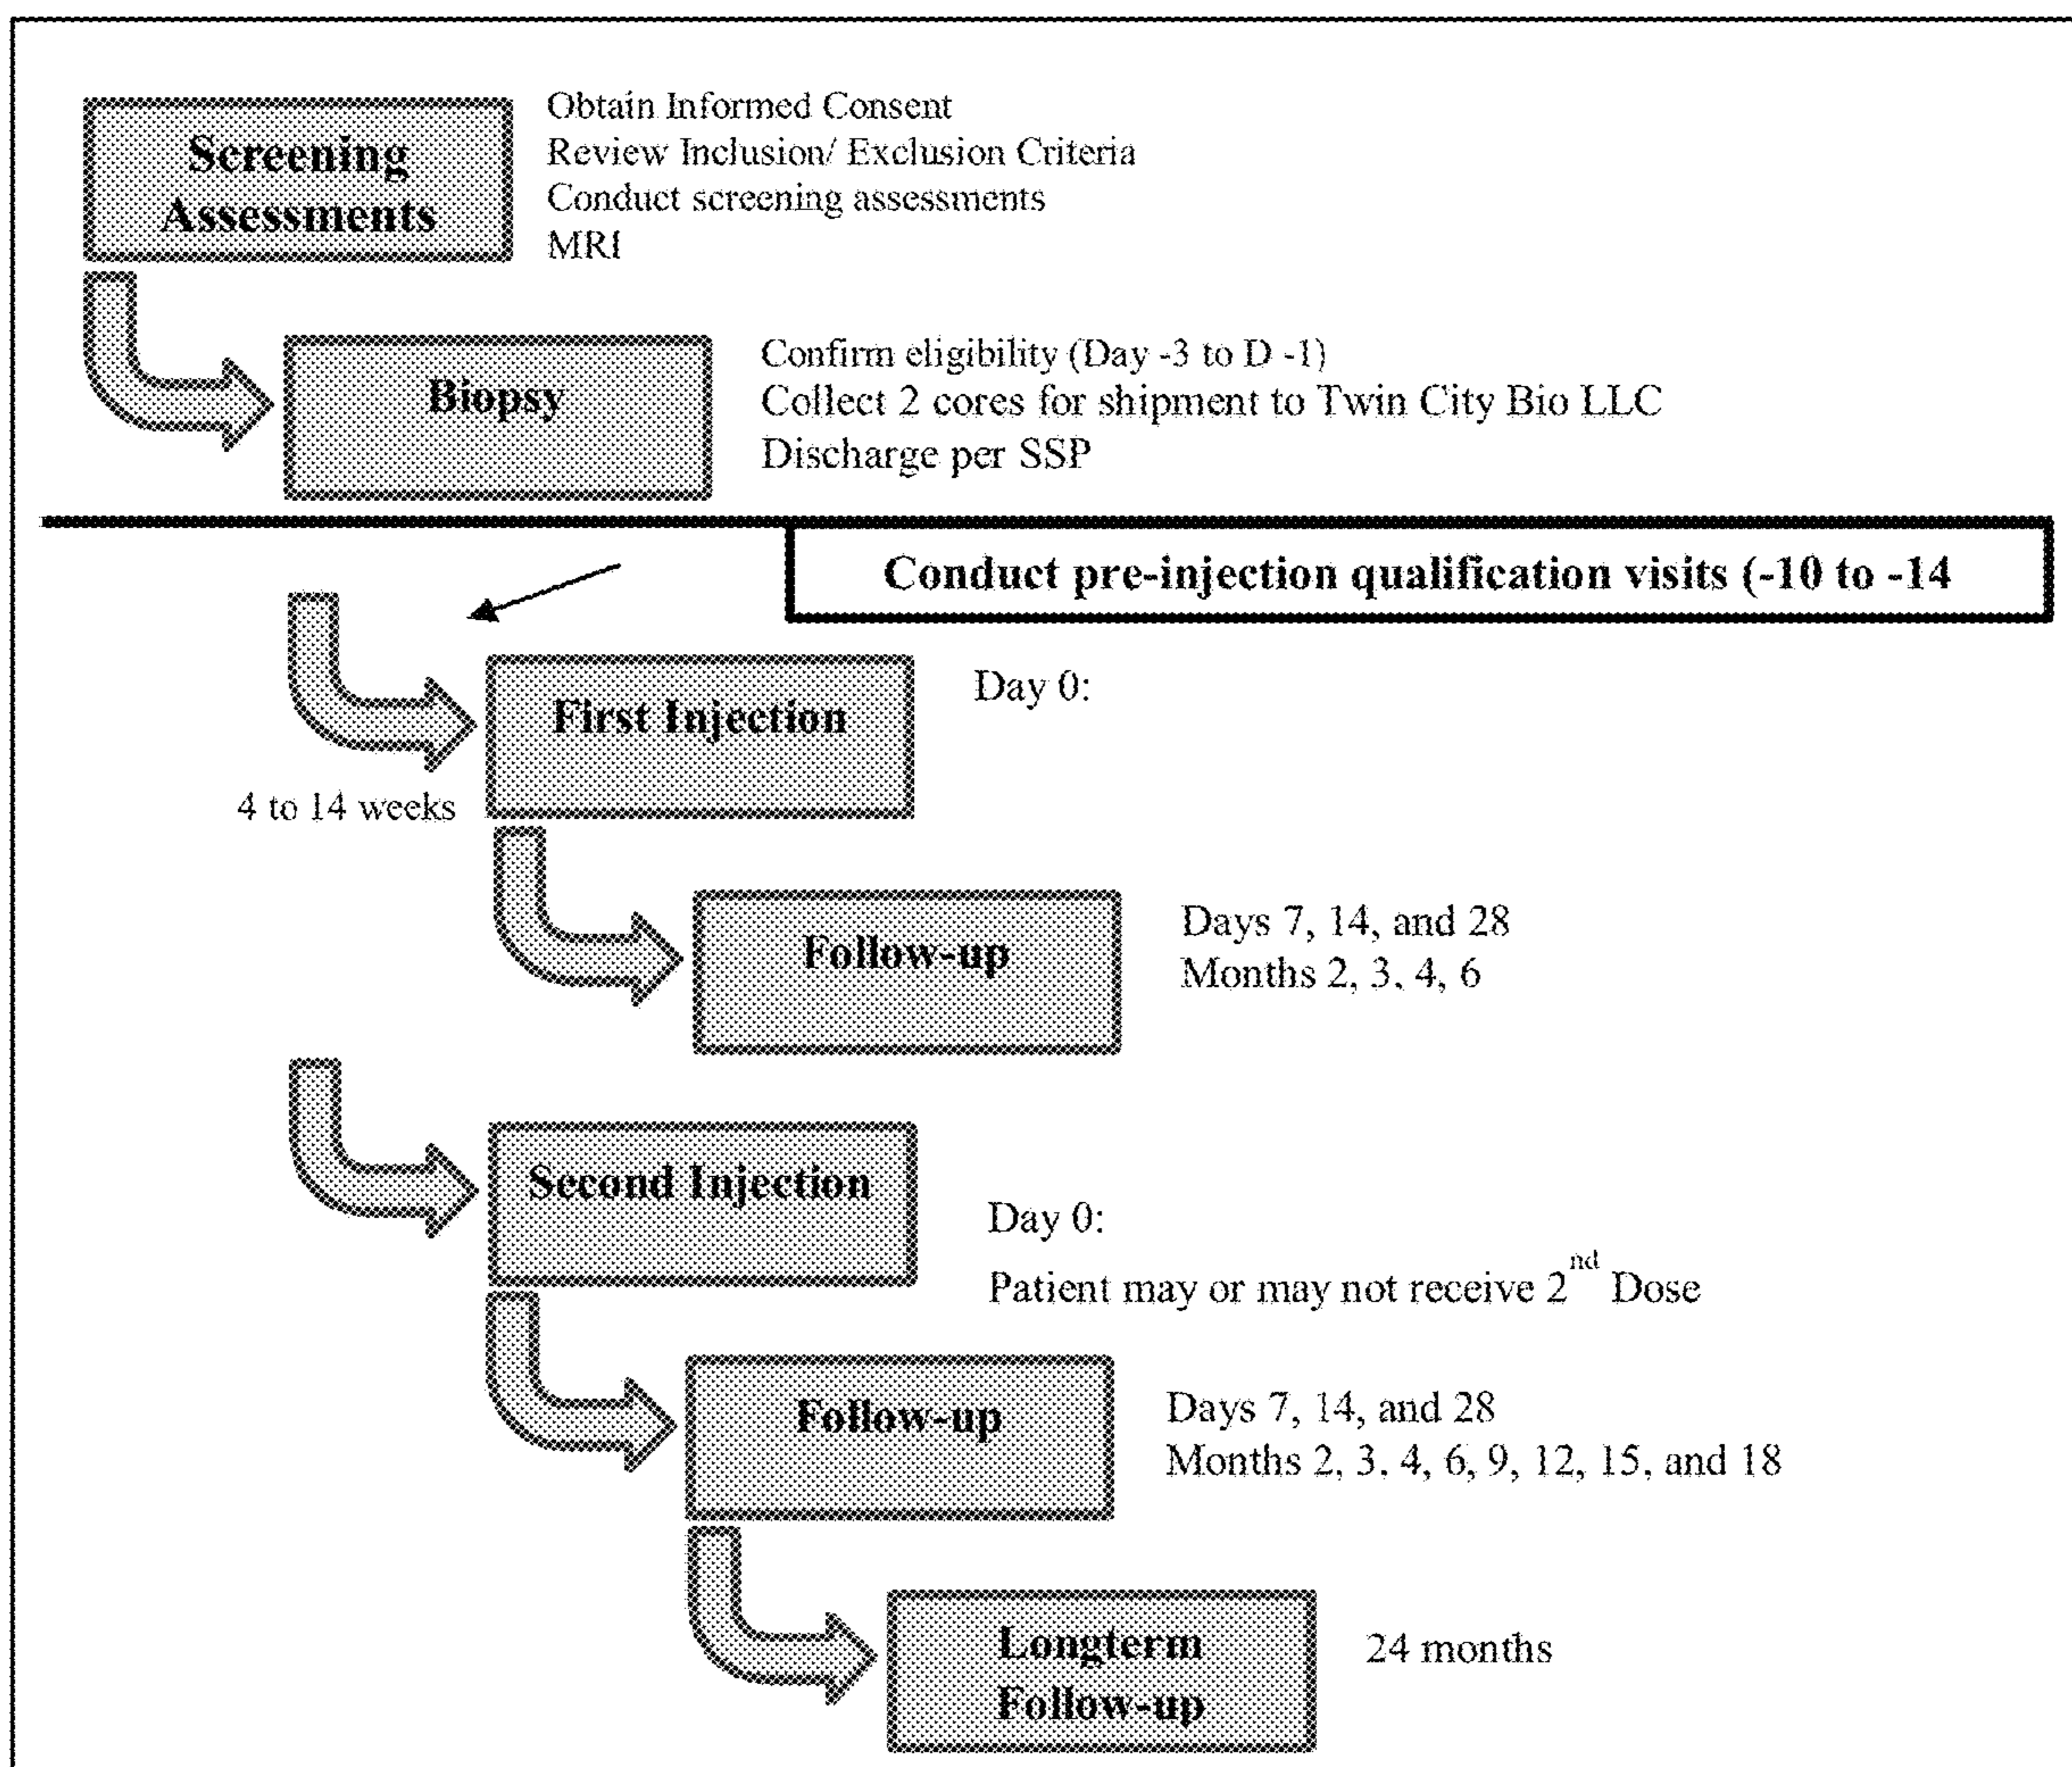 Screening
Assessments
Obtain Informed Consent
Review Inclusion/ Exclusion Criteria
Conduct screening assessments
MRI
Biopsy
Confirm eligibility (Day -3 to D -1)
Collect 2 cores for shipment to Twin City Bio LLC
Discharge per SSP
Conduct pre-injection qualification visits (-10 to -14
First Injection
Day 0:
4 to 14 weeks
Follow-up
Days 7, 14, and 28
Months 2, 3, 4, 6
Second Injection
Day 0:
Patient may or may not receive 2nd Dose
Follow-up
Days 7, 14, and 28
Months 2, 3, 4, 6, 9, 12, 15, and 18
Longterm
Follow-up
24 months